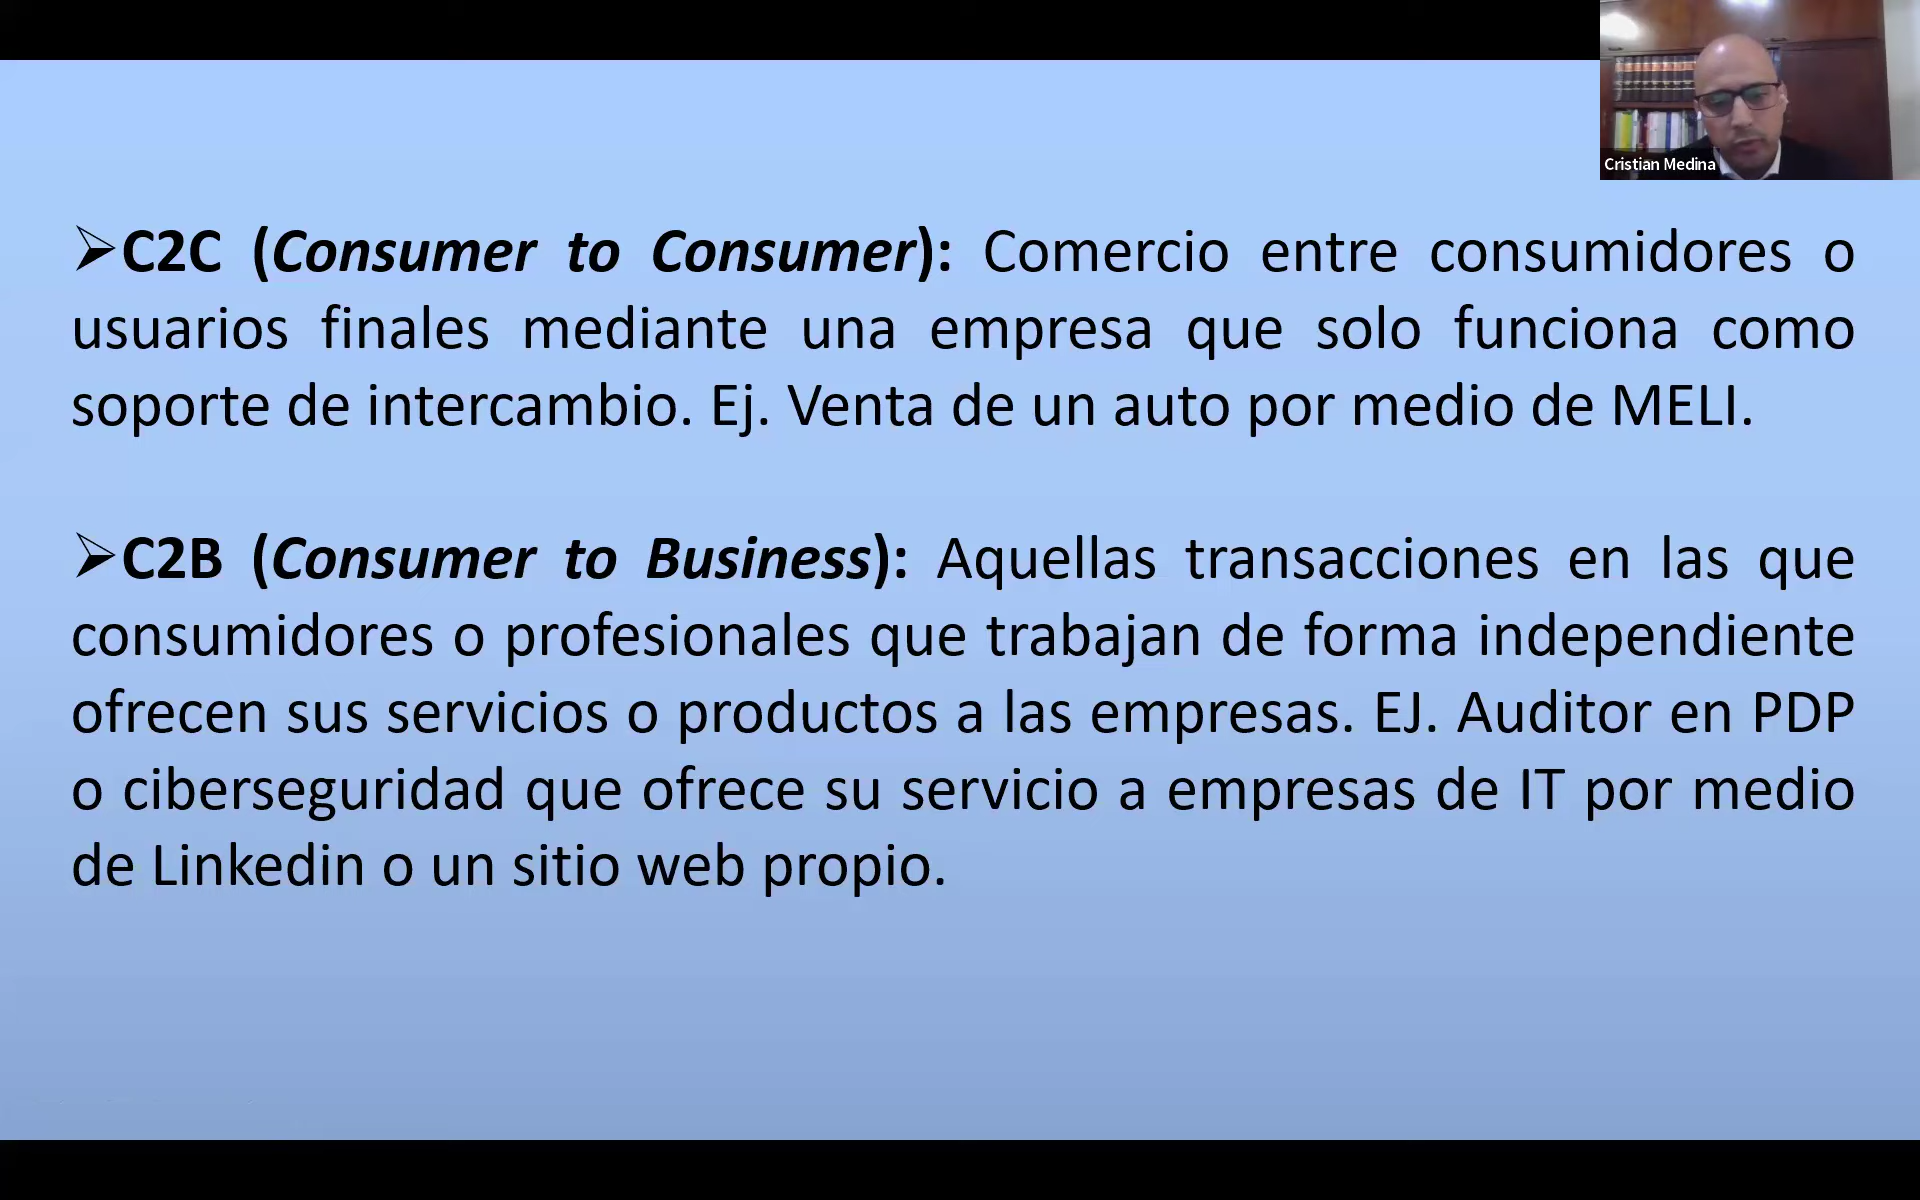 Cristian Medina
➢C2C (Consumer to Consumer): Comercio entre consumidores o
usuarios finales mediante una empresa que solo funciona como
soporte de intercambio. Ej. Venta de un auto por medio de MELI.
➢C2B (Consumer to Business): Aquellas transacciones en las que
consumidores o profesionales que trabajan de forma independiente
ofrecen sus servicios o productos a las empresas. EJ. Auditor en PDP
o ciberseguridad que ofrece su servicio a empresas de IT por medio
de Linkedin o un sitio web propio.